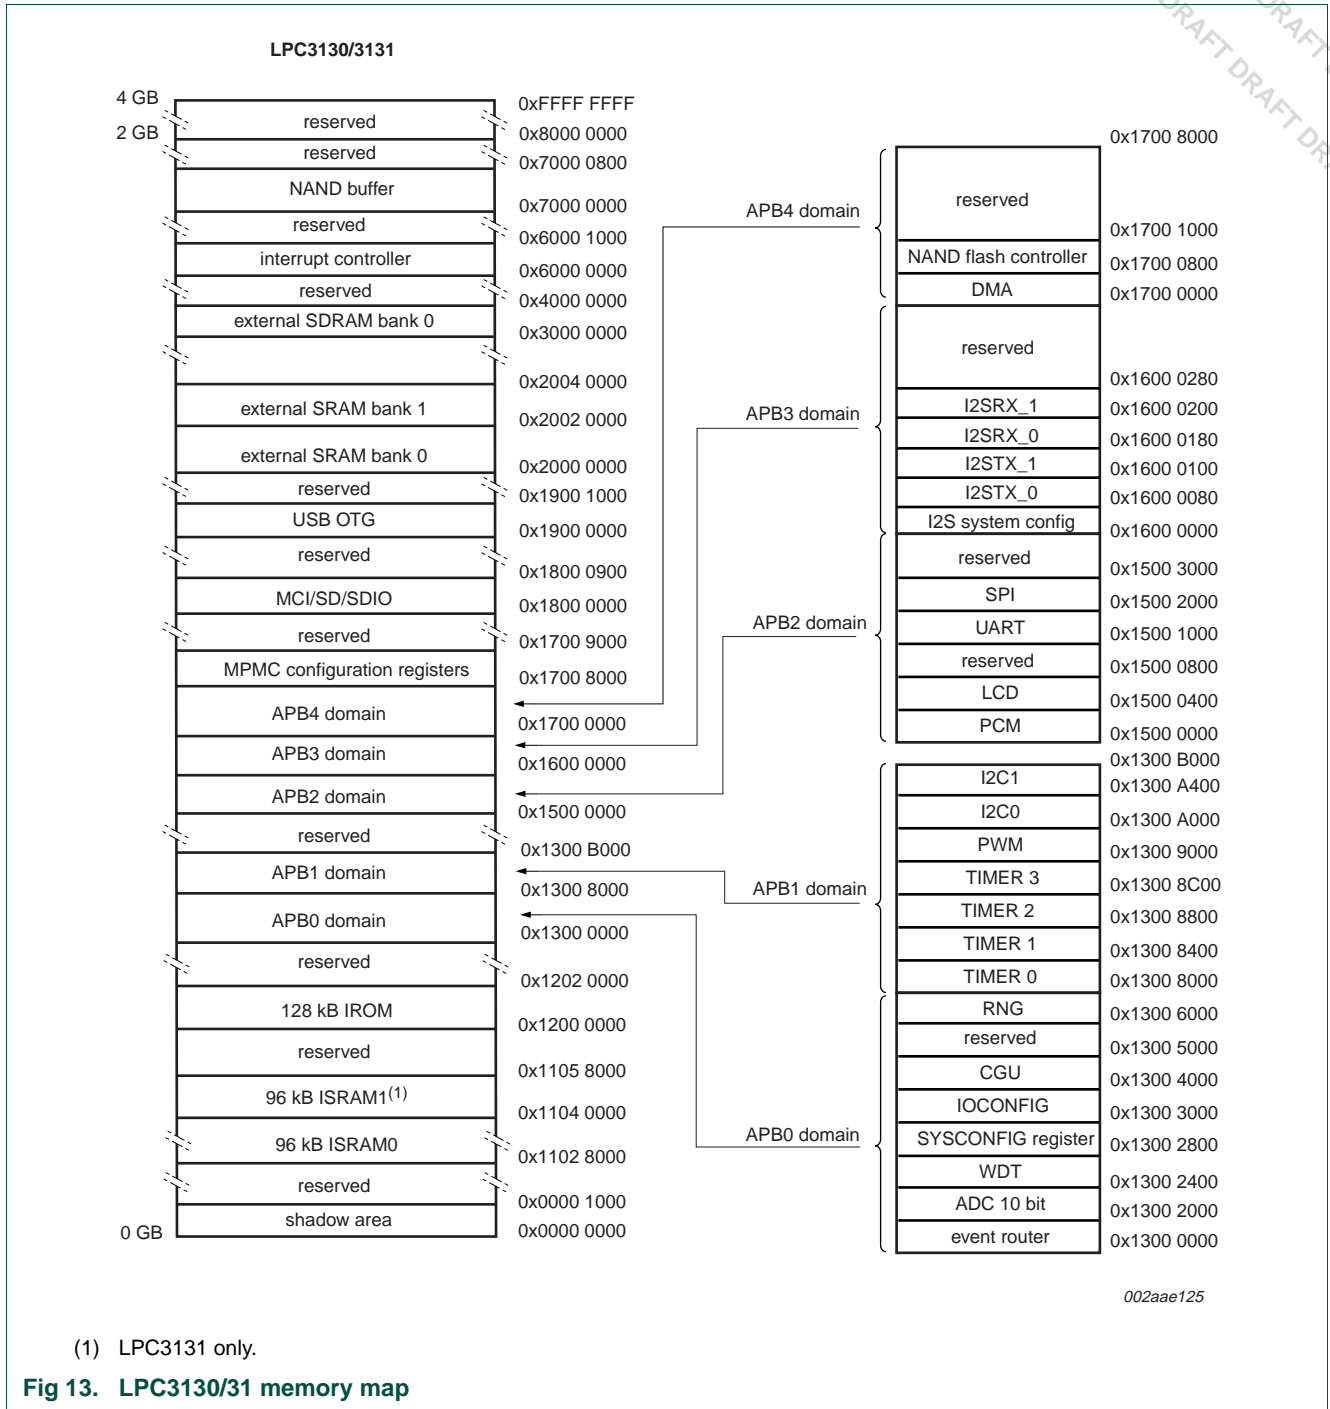 DRAFT DRAFT DRAFT
LPC3130/3131
4 GB
0xFFFF FFFF
reserved
2 GB
0x8000 0000
reserved
0x7000 0800
NAND buffer
0x7000 0000
reserved
0x6000 1000
interrupt controller
0x6000 0000
reserved
0x4000 0000
external SDRAM bank 0
0x3000 0000
0x2004 0000
external SRAM bank 1
0x2002 0000
external SRAM bank 0
0x2000 0000
reserved
0x1900 1000
USB OTG
0x1900 0000
reserved
0x1800 0900
MCI/SD/SDIO
0x1800 0000
reserved
0x1700 9000
MPMC configuration registers
0x1700 8000
APB4 domain
0x1700 0000
APB3 domain
0x1600 0000
APB2 domain
0x1500 0000
reserved
0x1300 B000
APB1 domain
0x1300 8000
APB0 domain
0x1300 0000
reserved
0x1202 0000
128 kB IROM
0x1200 0000
reserved
0x1105 8000
96 kB ISRAM1(1)
0x1104 0000
96 kB ISRAM0
0x1102 8000
reserved
0x0000 1000
shadow area
0 GB
0x0000 0000
APB4 domain
0x1700 8000
reserved
0x1700 1000
NAND flash controller
0x1700 0800
DMA
0x1700 0000
APB3 domain
reserved
0x1600 0280
I2SRX_1
0x1600 0200
I2SRX_0
0x1600 0180
I2STX_1
0x1600 0100
I2STX_0
0x1600 0080
I2S system config
0x1600 0000
APB2 domain
reserved
0x1500 3000
SPI
0x1500 2000
UART
0x1500 1000
reserved
0x1500 0800
LCD
0x1500 0400
PCM
0x1500 0000
APB1 domain
0x1300 B000
I2C1
0x1300 A400
I2C0
0x1300 A000
PWM
0x1300 9000
TIMER 3
0x1300 8C00
TIMER 2
0x1300 8800
TIMER 1
0x1300 8400
TIMER 0
0x1300 8000
APB0 domain
RNG
0x1300 6000
reserved
0x1300 5000
CGU
0x1300 4000
IOCONFIG
0x1300 3000
SYSCONFIG register
0x1300 2800
WDT
0x1300 2400
ADC 10 bit
0x1300 2000
event router
0x1300 0000
002aae125
(1) LPC3131 only.
Fig 13. LPC3130/31 memory map